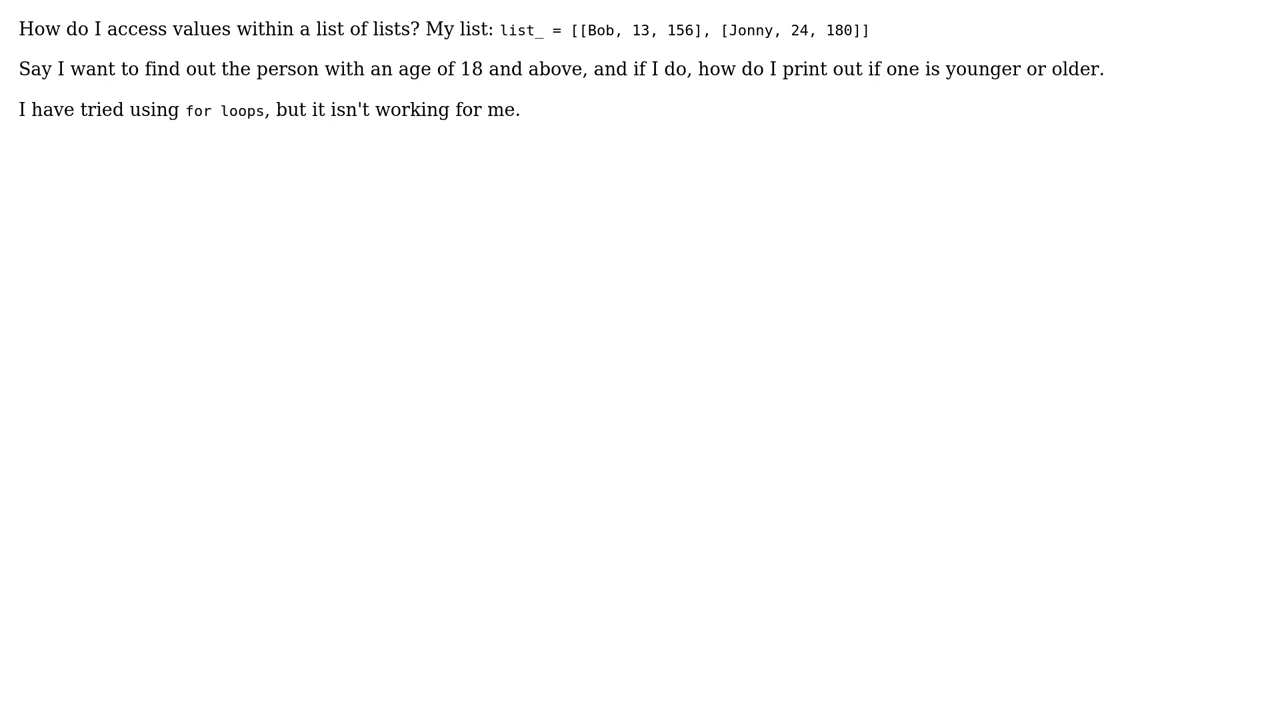 How do I access values within a list of lists? My list: list_ = [[Bob, 13, 156], [Jonny, 24, 180]]
Say I want to find out the person with an age of 18 and above, and if I do, how do I print out if one is younger or older.
I have tried using for loops, but it isn't working for me.